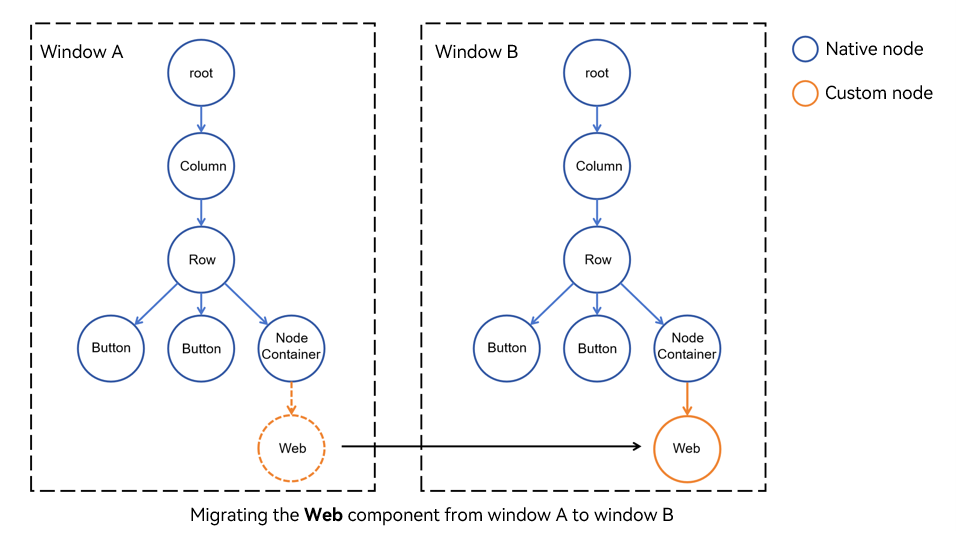 Window A
root
Column
Row
Button
Button
Node
Container
Web
Window B
root
Column
Row
Button
Button
Node
Container
Web
Native node
Custom node
Migrating the Web component from window A to window B